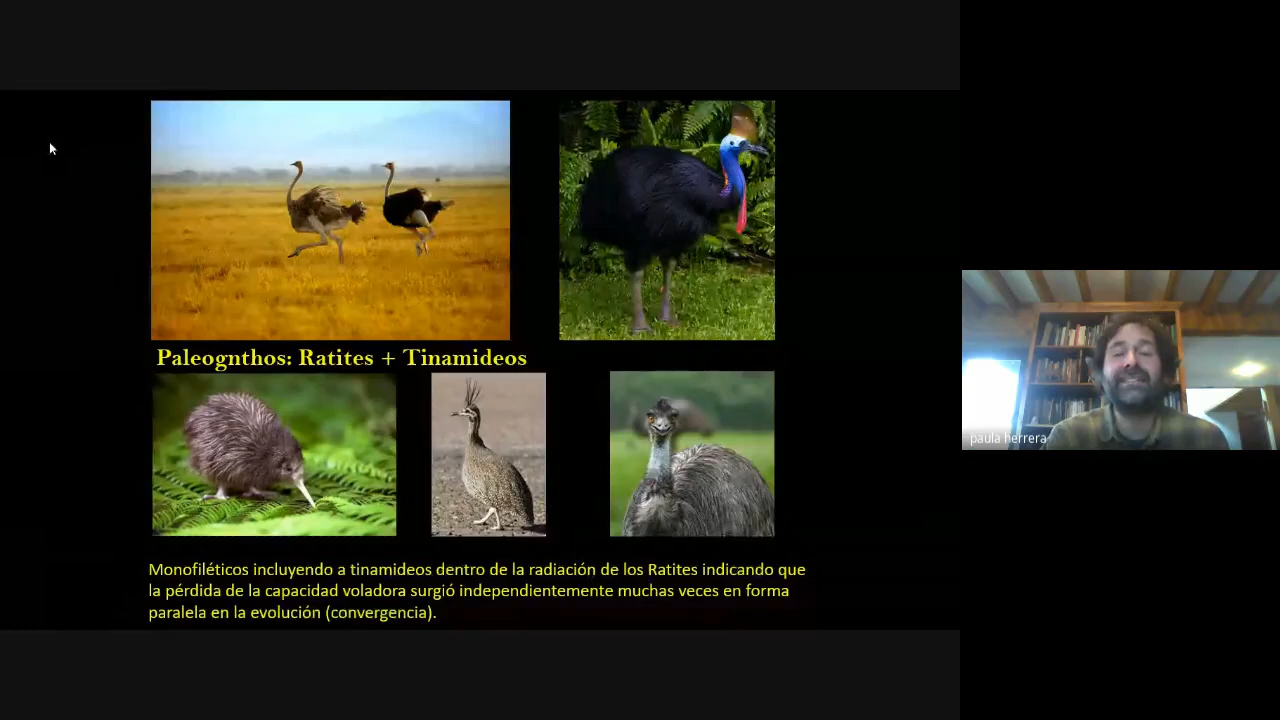 Paleognthos: Ratites + Tinamideos
Monofiléticos incluyendo a tinamideos dentro de la radiación de los Ratites indicando que
la pérdida de la capacidad voladora surgió independientemente muchas veces en forma
paralela en la evolución (convergencia).
paula herrera